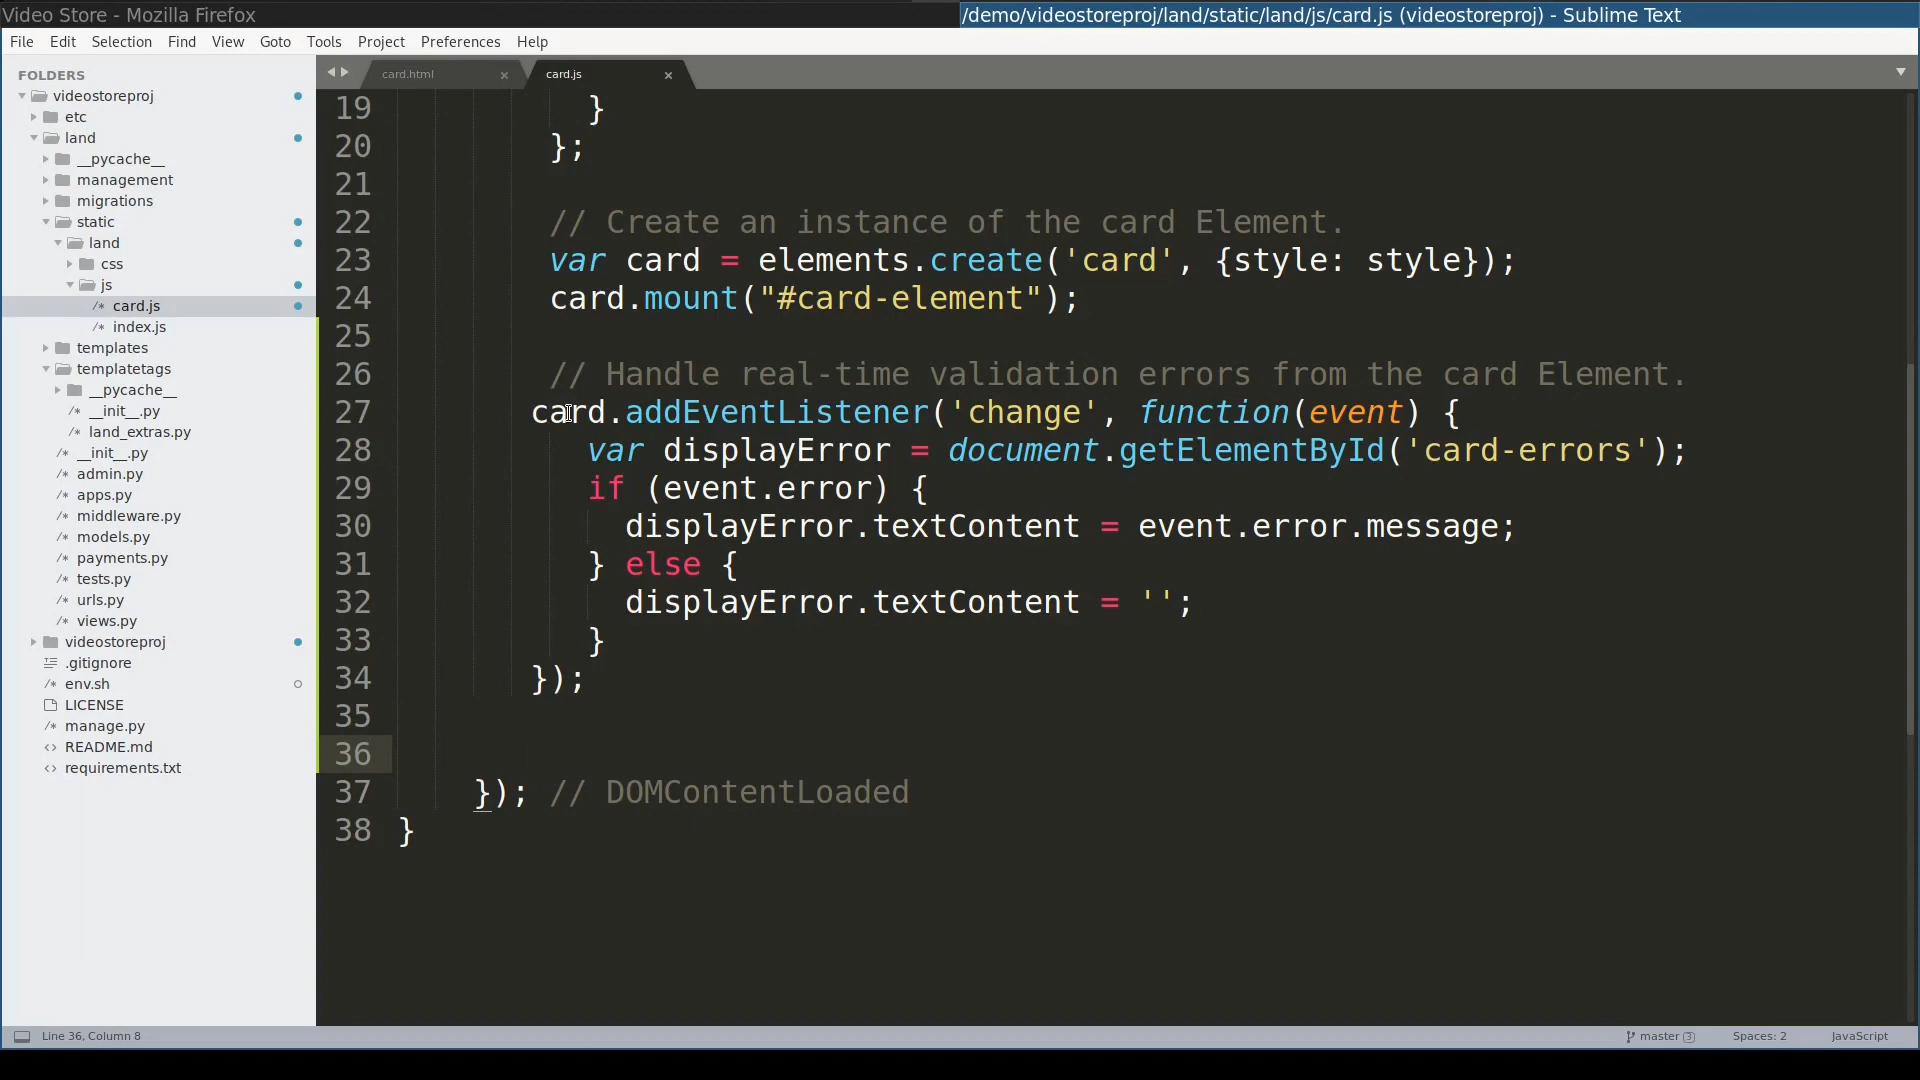 Video Store - Mozilla Firefox
/demo/videostoreproj/land/static/land/js/card.js (videostoreproj) - Sublime Text
File Edit Selection Find View Goto Tools Project Preferences Help
card.html
card.js
FOLDERS
videostoreproj
etc
land
__pycache__
management
migrations
static
land
css
js
card.js
index.js
templates
templatetags
__pycache__
__init__.py
land_extras.py
__init__.py
admin.py
apps.py
middleware.py
models.py
payments.py
tests.py
urls.py
views.py
videostoreproj
.gitignore
env.sh
LICENSE
manage.py
README.md
requirements.txt
19 }
20 };
21
22 // Create an instance of the card Element.
23 var card = elements.create('card', {style: style});
24 card.mount("#card-element");
25
26 // Handle real-time validation errors from the card Element.
27 card.addEventListener('change', function(event) {
28 var displayError = document.getElementById('card-errors');
29 if (event.error) {
30 displayError.textContent = event.error.message;
31 } else {
32 displayError.textContent = '';
33 }
34 });
35
36
37 }); // DOMContentLoaded
38 }
Line 36, Column 8
master 3
Spaces: 2
JavaScript